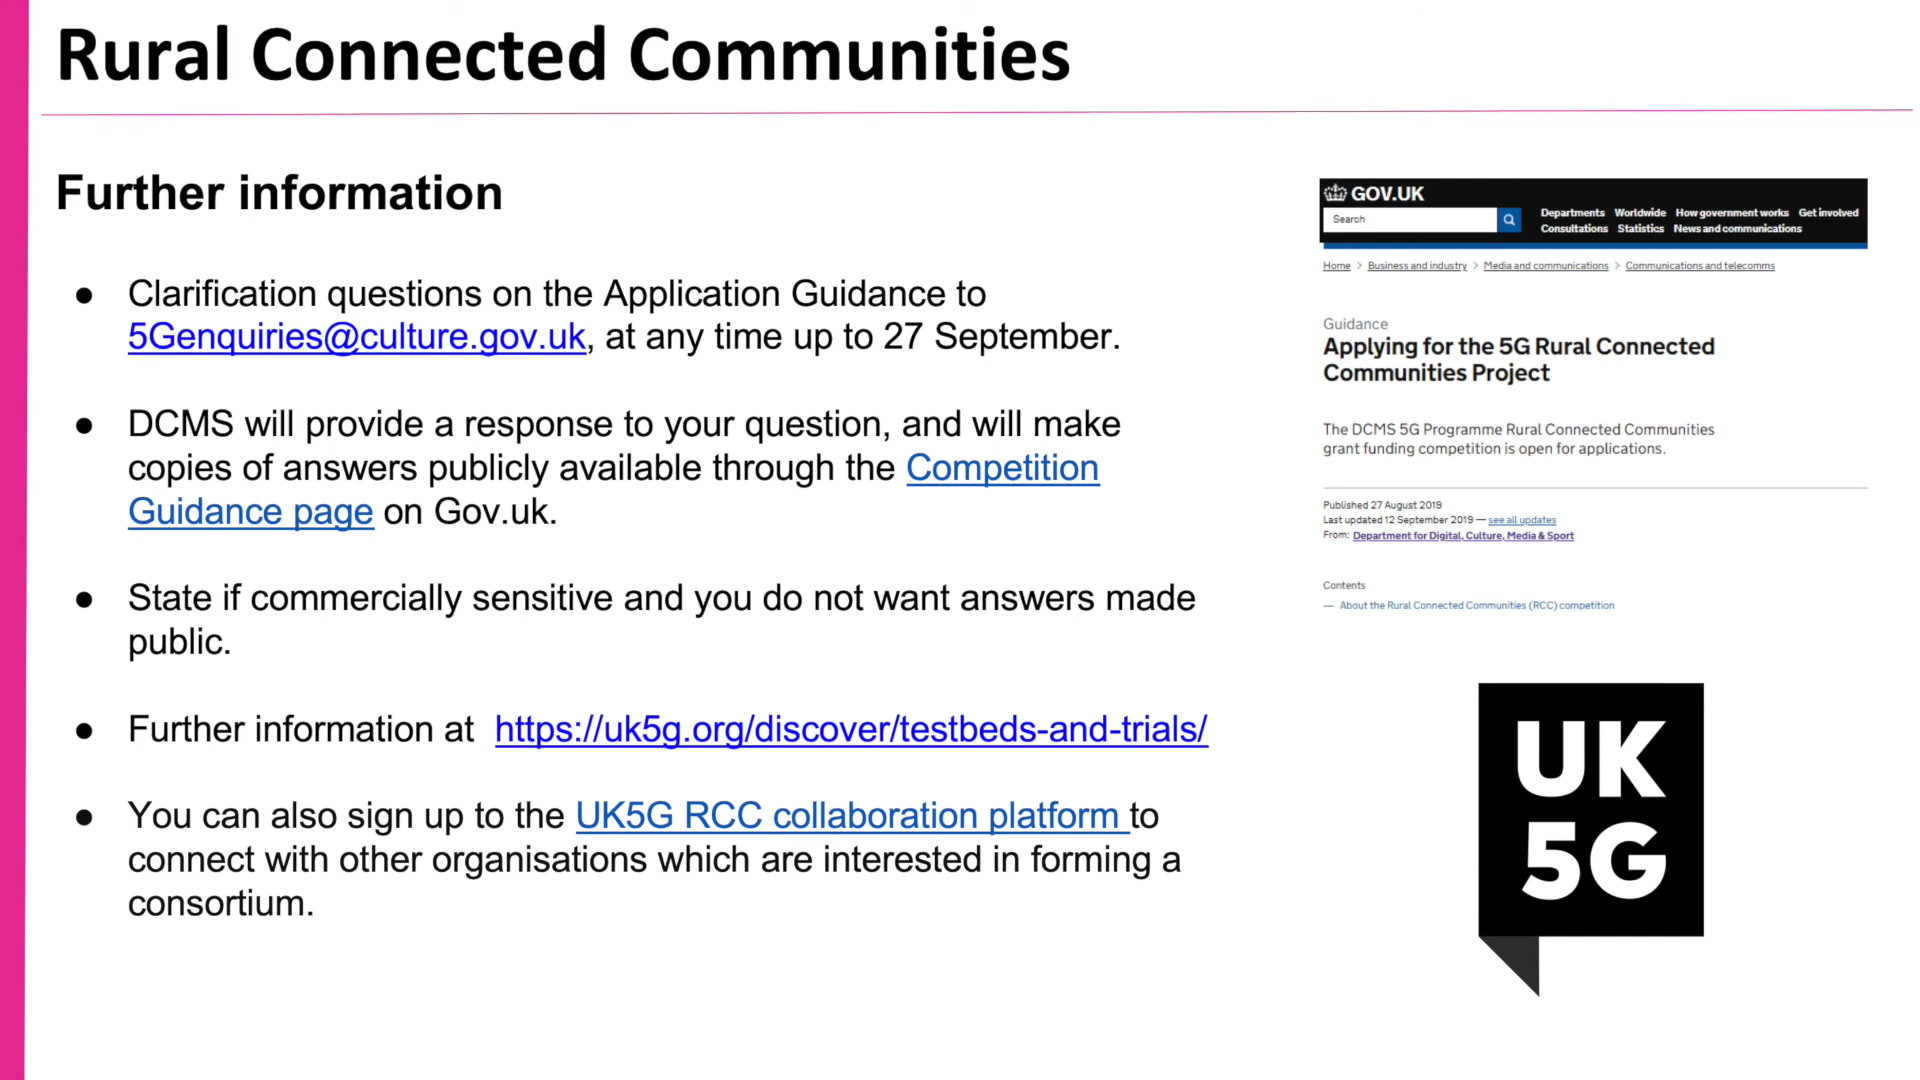 Rural Connected Communities
Further information
● Clarification questions on the Application Guidance to
5Genquiries@culture.gov.uk, at any time up to 27 September.
● DCMS will provide a response to your question, and will make
copies of answers publicly available through the Competition
Guidance page on Gov.uk.
● State if commercially sensitive and you do not want answers made
public.
● Further information at https://uk5g.org/discover/testbeds-and-trials/
● You can also sign up to the UK5G RCC collaboration platform to
connect with other organisations which are interested in forming a
consortium.
GOV.UK
Search
Departments Worldwide How government works Get involved
Consultations Statistics News and communications
Home > Business and industry > Media and communications > Communications and telecomms
Guidance
Applying for the 5G Rural Connected
Communities Project
The DCMS 5G Programme Rural Connected Communities
grant funding competition is open for applications.
Published 27 August 2019
Last updated 12 September 2019 — see all updates
From: Department for Digital, Culture, Media & Sport
Contents
— About the Rural Connected Communities (RCC) competition
UK
5G